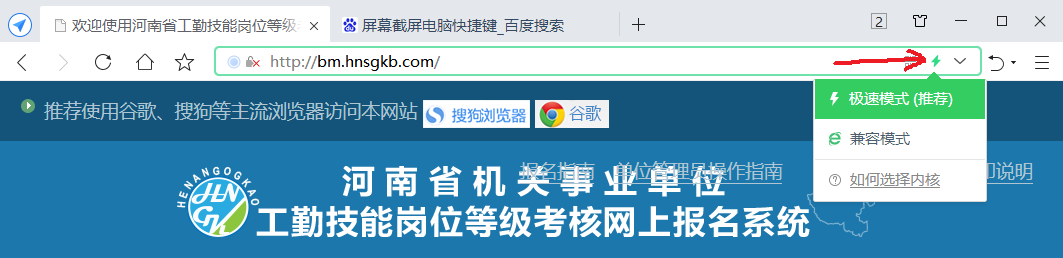 欢迎使用河南省工勤技能岗位等级
屏幕截屏电脑快捷键_百度搜索
2
http://bm.hnsgkb.com/
极速模式 (推荐)
兼容模式
如何选择内核
推荐使用谷歌、搜狗等主流浏览器访问本网站
搜狗浏览器
谷歌
报名指南
单位管理员操作指南
印说明
HENANGOGKAO
HNGK
河南省机关事业单位
工勤技能岗位等级考核网上报名系统